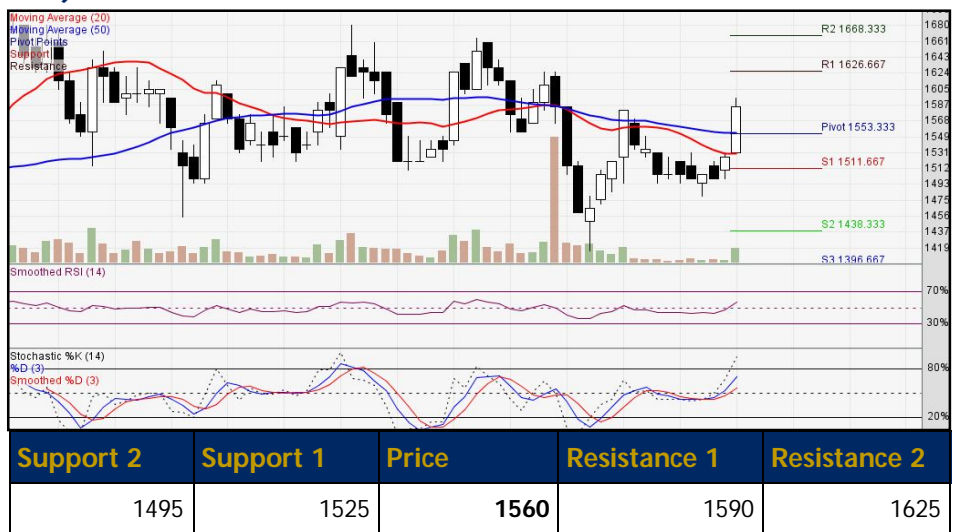 Moving Average (20)
Moving Average (50)
Pivot Points
Support
Resistance
R2 1668.333
R1 1626.667
Pivot 1553.333
S1 1511.667
S2 1438.333
S3 1396.667
1680
1661
1643
1624
1605
1587
1568
1549
1531
1512
1493
1475
1456
1437
1419
Smoothed RSI (14)
70%
30%
Stochastic %K (14)
%D (3)
Smoothed %D (3)
80%
20%
Support 2 Support 1 Price Resistance 1 Resistance 2
1495 1525 1560 1590 1625